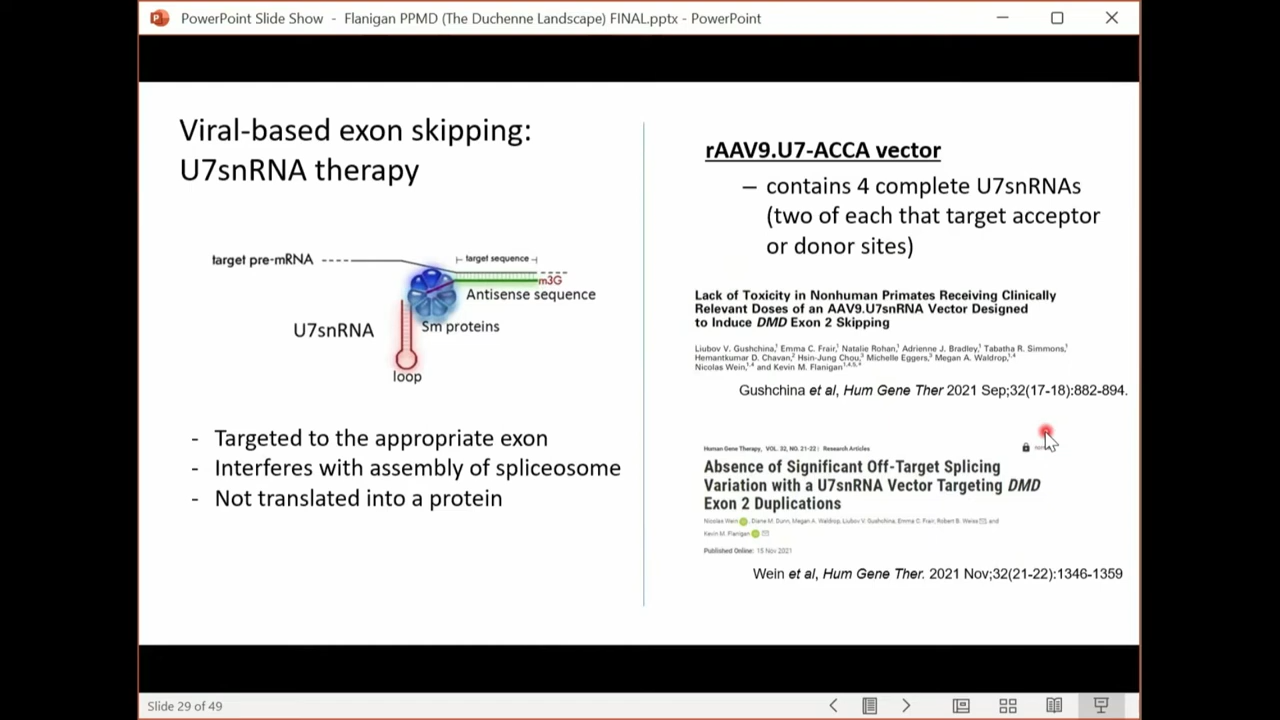 PowerPoint Slide Show - Flanigan PPMD (The Duchenne Landscape) FINAL.pptx - PowerPoint
Viral-based exon skipping:
U7snRNA therapy
target pre-mRNA
target sequence
m3G
Antisense sequence
U7snRNA
Sm proteins
loop
- Targeted to the appropriate exon
- Interferes with assembly of spliceosome
- Not translated into a protein
rAAV9.U7-ACCA vector
– contains 4 complete U7snRNAs
(two of each that target acceptor
or donor sites)
Lack of Toxicity in Nonhuman Primates Receiving Clinically
Relevant Doses of an AAV9.U7snRNA Vector Designed
to Induce DMD Exon 2 Skipping
Liubov V. Gushchina,1 Emma C. Frair,1 Natalie Rohan,1 Adrienne J. Bradley,1 Tabatha R. Simmons,1
Hemantkumar D. Chavan,2 Hsin-Jung Chou,3 Michelle Eggers,3 Megan A. Waldrop,1,4
Nicolas Wein,1,4 and Kevin M. Flanigan1,4,5,*
Gushchina et al, Hum Gene Ther 2021 Sep;32(17-18):882-894.
Human Gene Therapy, VOL. 32, NO. 21-22 | Research Articles
Absence of Significant Off-Target Splicing
Variation with a U7snRNA Vector Targeting DMD
Exon 2 Duplications
Nicolas Wein, Diane M. Dunn, Megan A. Waldrop, Liubov V. Gushchina, Emma C. Frair, Robert B. Weiss, and
Kevin M. Flanigan
Published Online: 15 Nov 2021
Wein et al, Hum Gene Ther. 2021 Nov;32(21-22):1346-1359
Slide 29 of 49